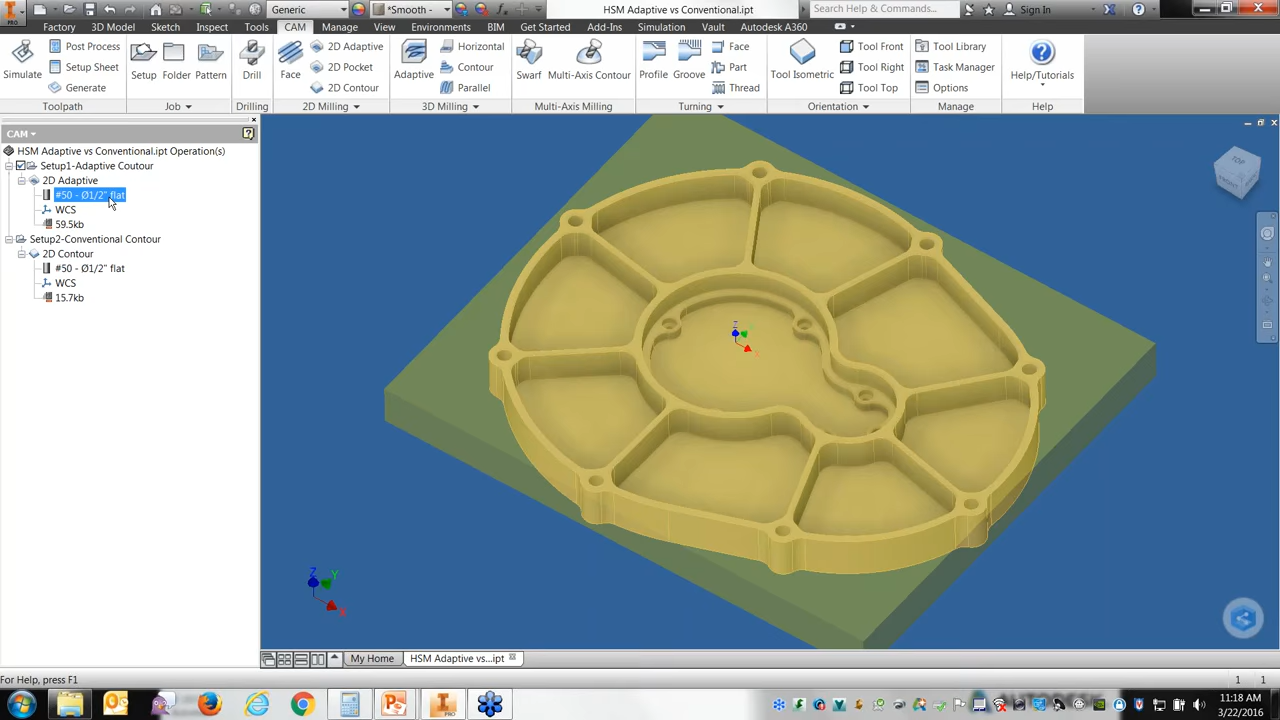 PRO
Generic
*Smooth -
HSM Adaptive vs Conventional.ipt
Search Help & Commands...
Sign In
Factory 3D Model Sketch Inspect Tools CAM Manage View Environments BIM Get Started Add-Ins Simulation Vault Autodesk A360
Simulate
Post Process
Setup Sheet
Generate
Toolpath
Setup
Folder
Pattern
Job
Drill
Drilling
Face
2D Adaptive
2D Pocket
2D Contour
2D Milling
Adaptive
Horizontal
Contour
Parallel
3D Milling
Swarf
Multi-Axis Contour
Multi-Axis Milling
Profile
Groove
Face
Part
Thread
Turning
Tool Isometric
Tool Front
Tool Right
Tool Top
Orientation
Tool Library
Task Manager
Options
Manage
Help/Tutorials
Help
CAM
HSM Adaptive vs Conventional.ipt Operation(s)
Setup1-Adaptive Coutour
2D Adaptive
#50 - Ø1/2" flat
WCS
59.5kb
Setup2-Conventional Contour
2D Contour
#50 - Ø1/2" flat
WCS
15.7kb
TOP
FRONT
Z
X
Z
Y
X
My Home
HSM Adaptive vs...ipt
For Help, press F1
1
1
11:18 AM
3/22/2016